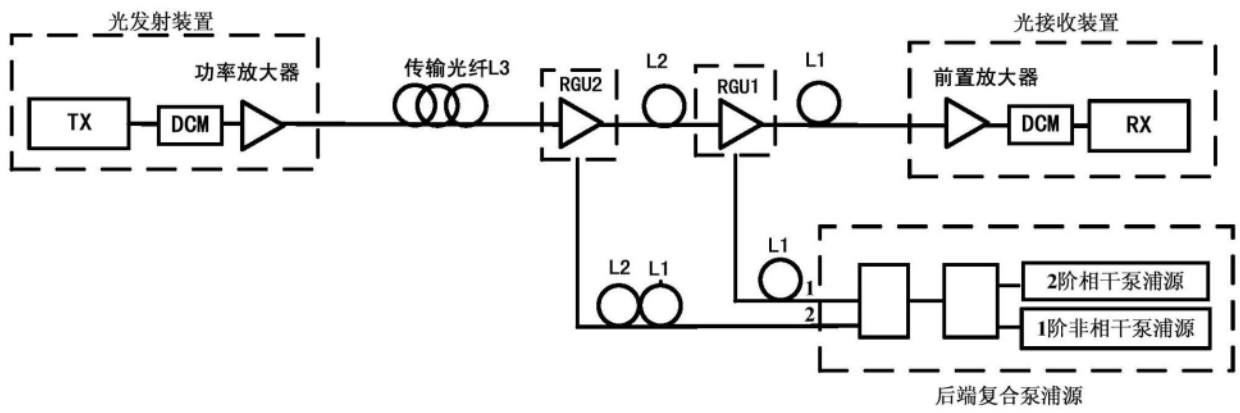 光发射装置
光接收装置
功率放大器
传输光纤L3
RGU2
L2
RGU1
L1
前置放大器
TX
DCM
DCM
RX
L1
L2
L1
1
2
2阶相干泵浦源
1阶非相干泵浦源
后端复合泵浦源